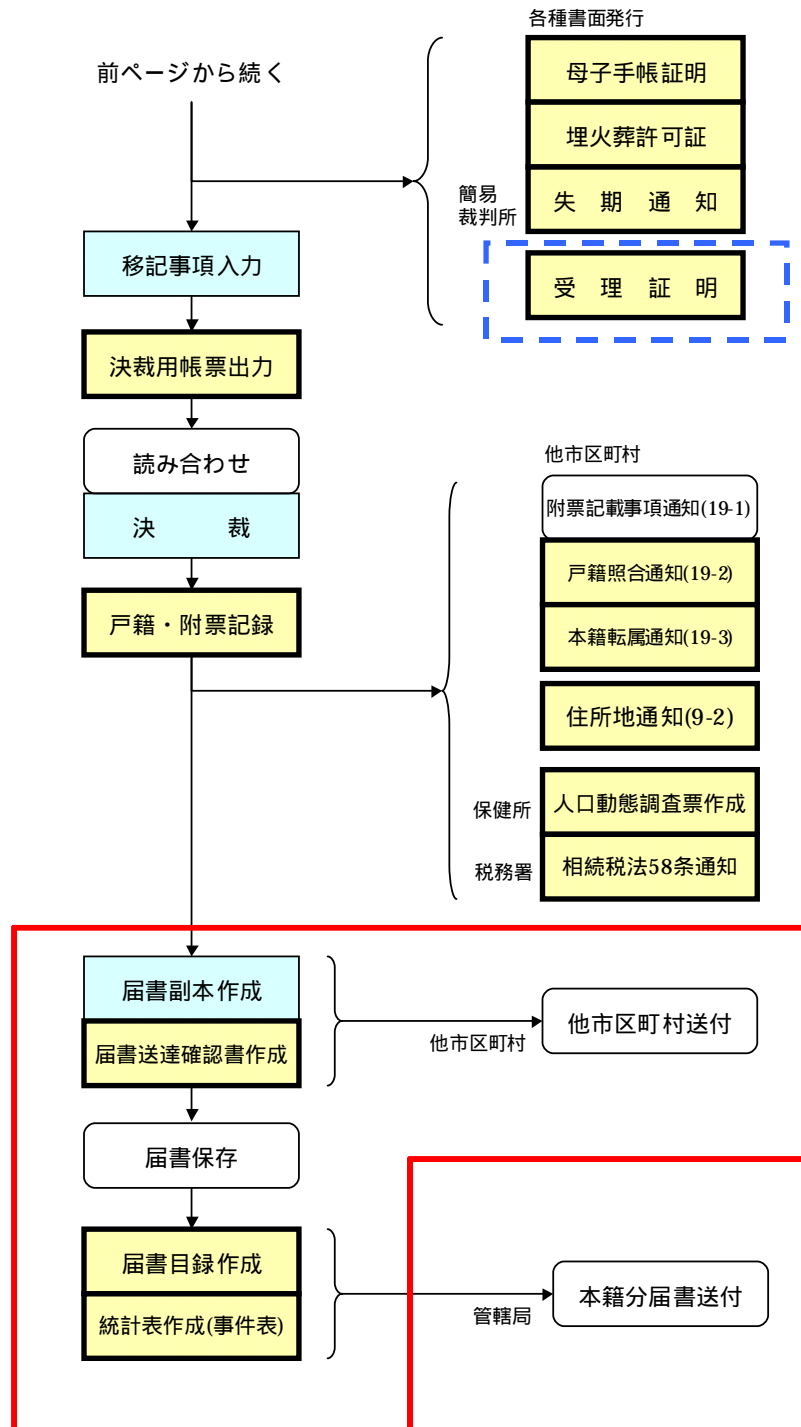 各種書面発行
前ページから続く
母子手帳証明
埋火葬許可証
簡易
裁判所
失期通知
受理証明
移記事項入力
決裁用帳票出力
読み合わせ
決裁
戸籍・附票記録
他市区町村
附票記載事項通知(19-1)
戸籍照合通知(19-2)
本籍転属通知(19-3)
住所地通知(9-2)
保健所
人口動態調査票作成
税務署
相続税法58条通知
届書副本作成
届書送達確認書作成
他市区町村
他市区町村送付
届書保存
届書目録作成
統計表作成(事件表)
管轄局
本籍分届書送付